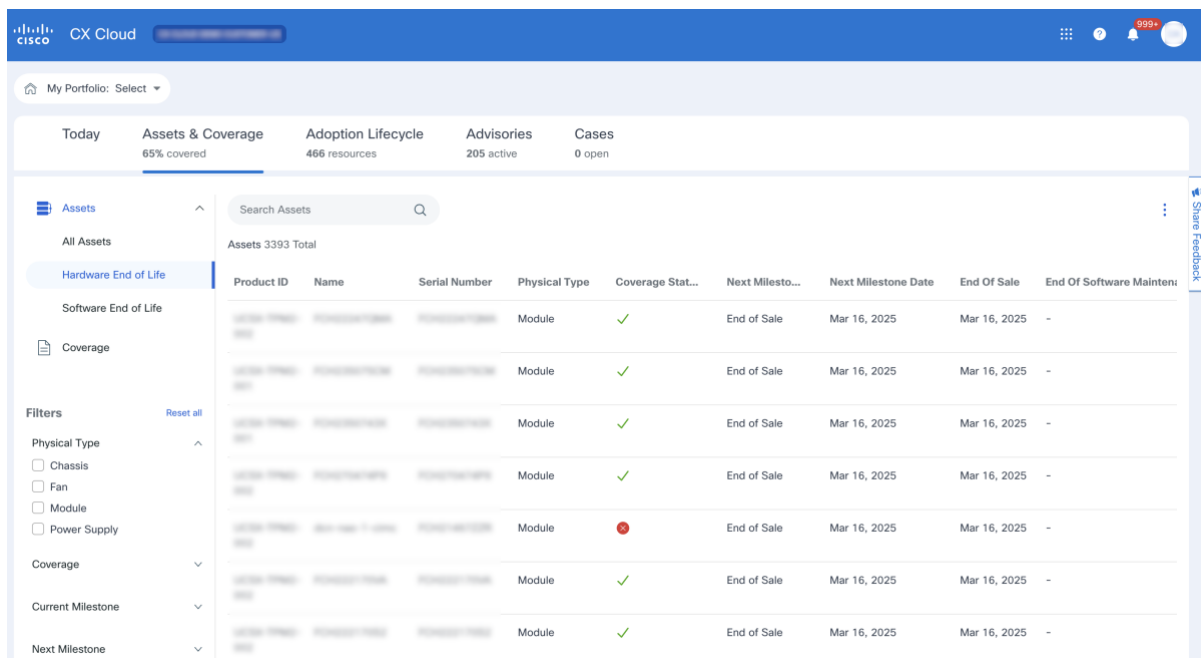 CISCO CX Cloud 999+ ?
My Portfolio: Select
Today Assets & Coverage Adoption Lifecycle Advisories Cases
65% covered 466 resources 205 active 0 open
Share Feedback
Assets
All Assets
Hardware End of Life
Software End of Life
Coverage
Filters Reset all
Physical Type
Chassis
Fan
Module
Power Supply
Coverage
Current Milestone
Next Milestone
Search Assets
Assets 3393 Total
Product ID Name Serial Number Physical Type Coverage Stat... Next Milesto... Next Milestone Date End Of Sale End Of Software Maintena
Module End of Sale Mar 16, 2025 Mar 16, 2025 -
Module End of Sale Mar 16, 2025 Mar 16, 2025 -
Module End of Sale Mar 16, 2025 Mar 16, 2025 -
Module End of Sale Mar 16, 2025 Mar 16, 2025 -
Module End of Sale Mar 16, 2025 Mar 16, 2025 -
Module End of Sale Mar 16, 2025 Mar 16, 2025 -
Module End of Sale Mar 16, 2025 Mar 16, 2025 -